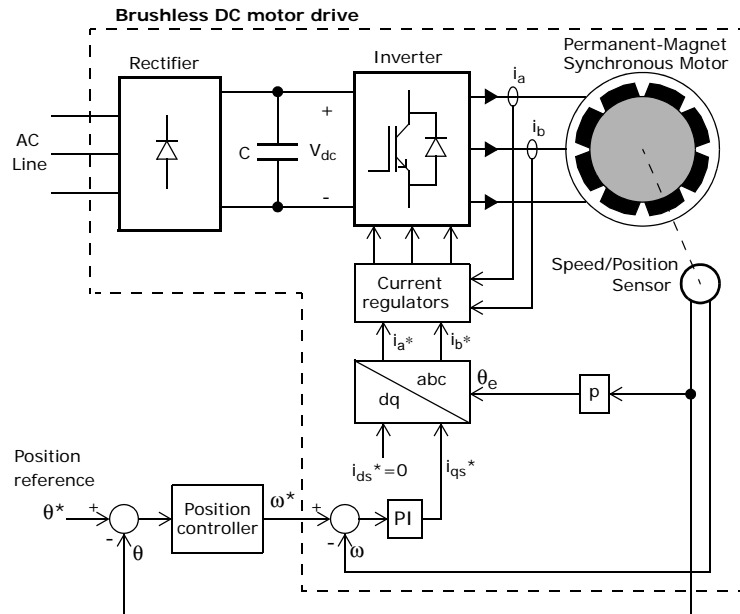 Brushless DC motor drive
Rectifier
Inverter
Permanent-Magnet
Synchronous Motor
i_a
i_b
AC
Line
C
+
V_dc
-
Speed/Position
Sensor
Current
regulators
i_a*
i_b*
abc
dq
θ_e
p
i_ds*=0
i_qs*
Position
reference
θ*
+
-
θ
Position
controller
ω*
+
-
ω
PI